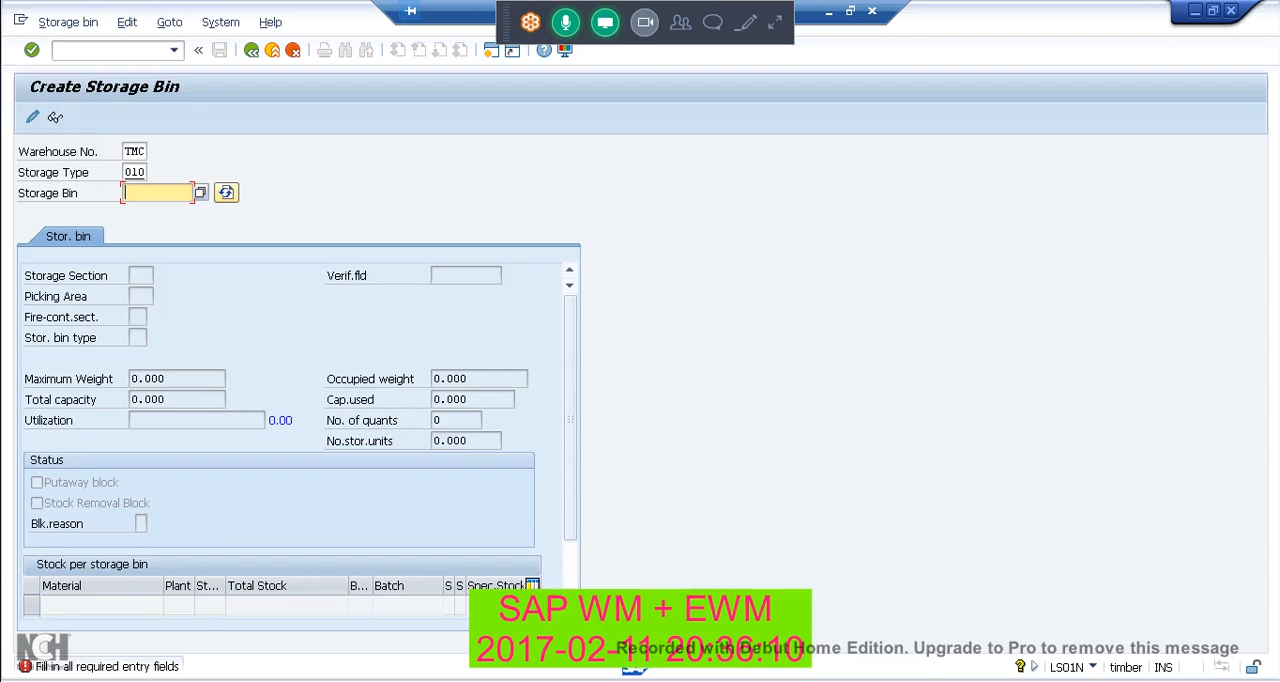 Storage bin Edit Goto System Help
Create Storage Bin
Warehouse No. TMC
Storage Type 010
Storage Bin
Stor. bin
Storage Section Verif.fld
Picking Area
Fire-cont.sect.
Stor. bin type
Maximum Weight 0.000 Occupied weight 0.000
Total capacity 0.000 Cap.used 0.000
Utilization 0.00 No. of quants 0
No.stor.units 0.000
Status
Putaway block
Stock Removal Block
Blk.reason
Stock per storage bin
Material Plant St... Total Stock B... Batch S S Spec.Stock
SAP WM + EWM
2017-02-11 20:36:10
Recorded with Debut Home Edition. Upgrade to Pro to remove this message
NCH
Fill in all required entry fields
SAP
LS01N timber INS